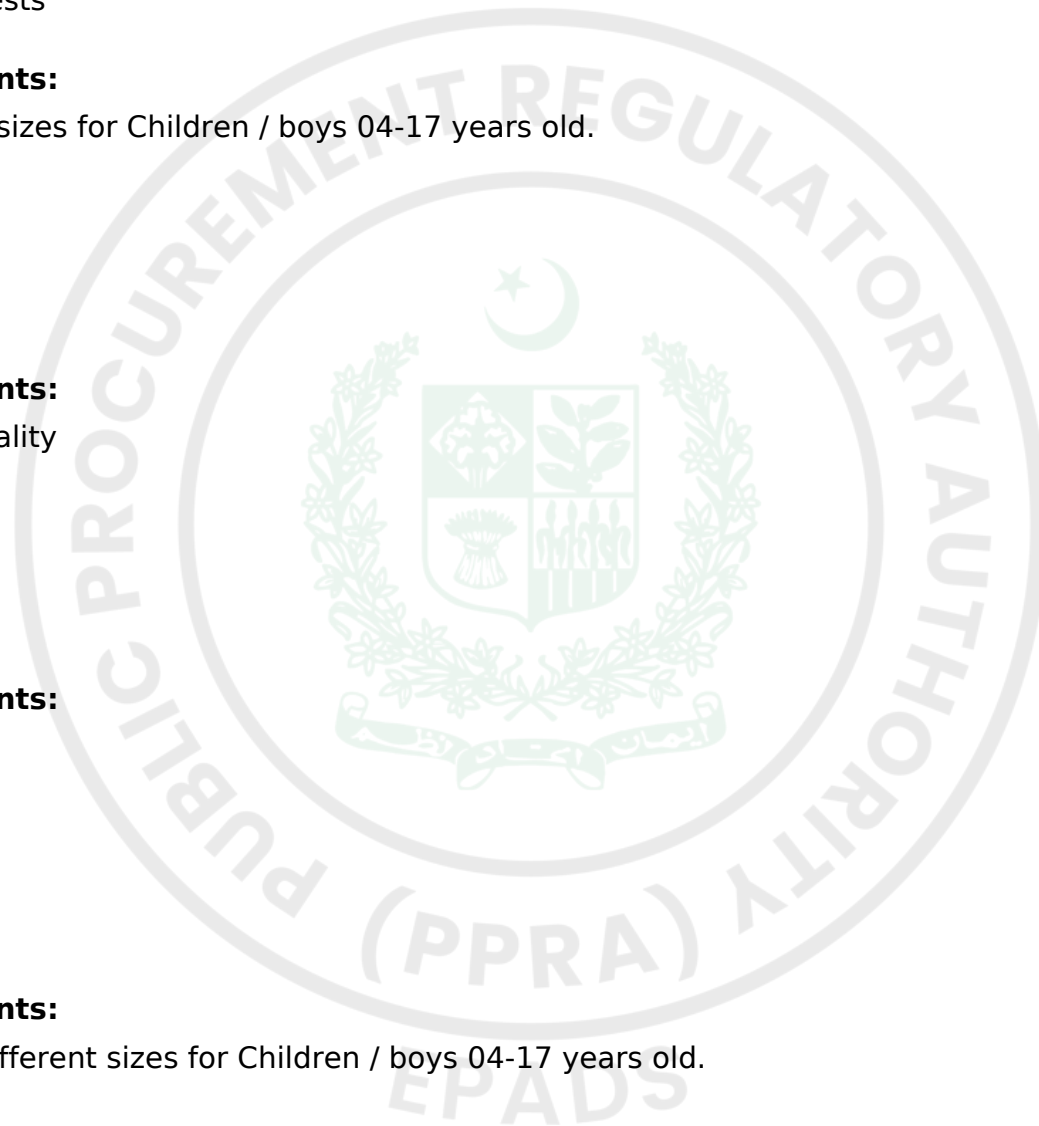 ests
nts:
sizes for Children / boys 04-17 years old.
nts:
ality
nts:
nts:
fferent sizes for Children / boys 04-17 years old.
PUBLIC PROCUREMENT REGULATORY AUTHORITY
(PPRA)
EPADS